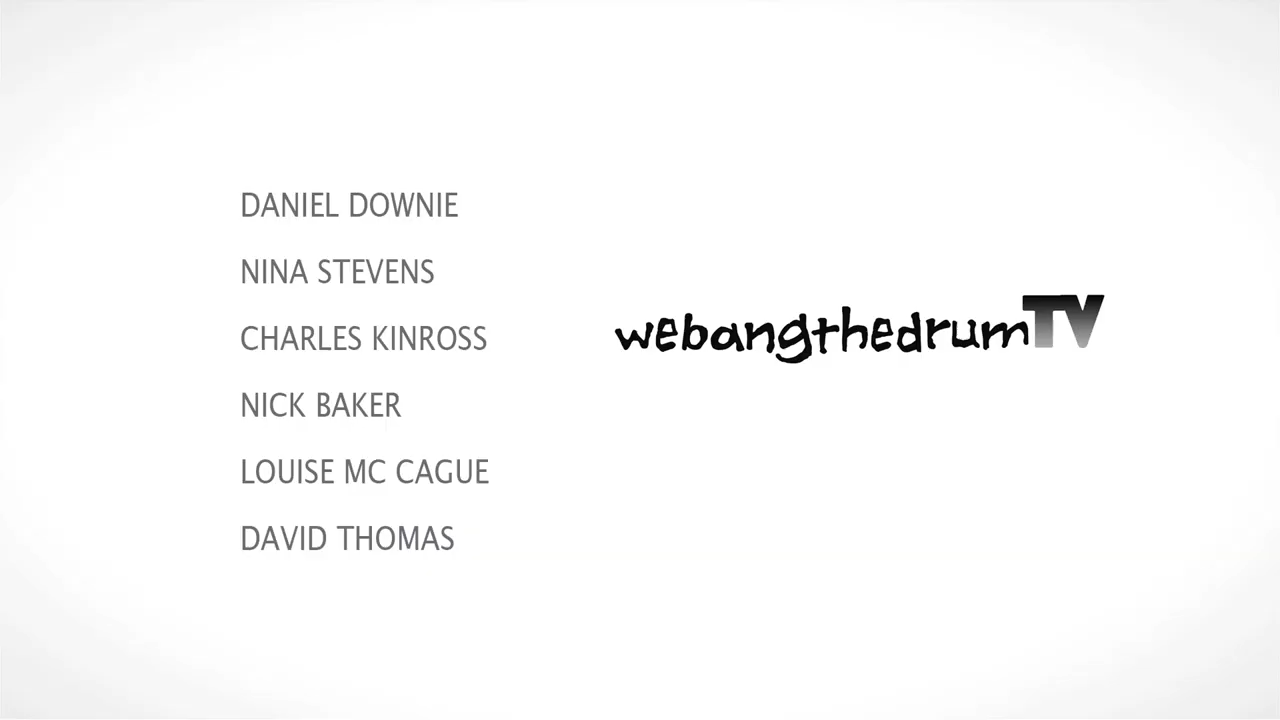 DANIEL DOWNIE
NINA STEVENS
CHARLES KINROSS
NICK BAKER
LOUISE MC CAGUE
DAVID THOMAS
webangthedrumTV